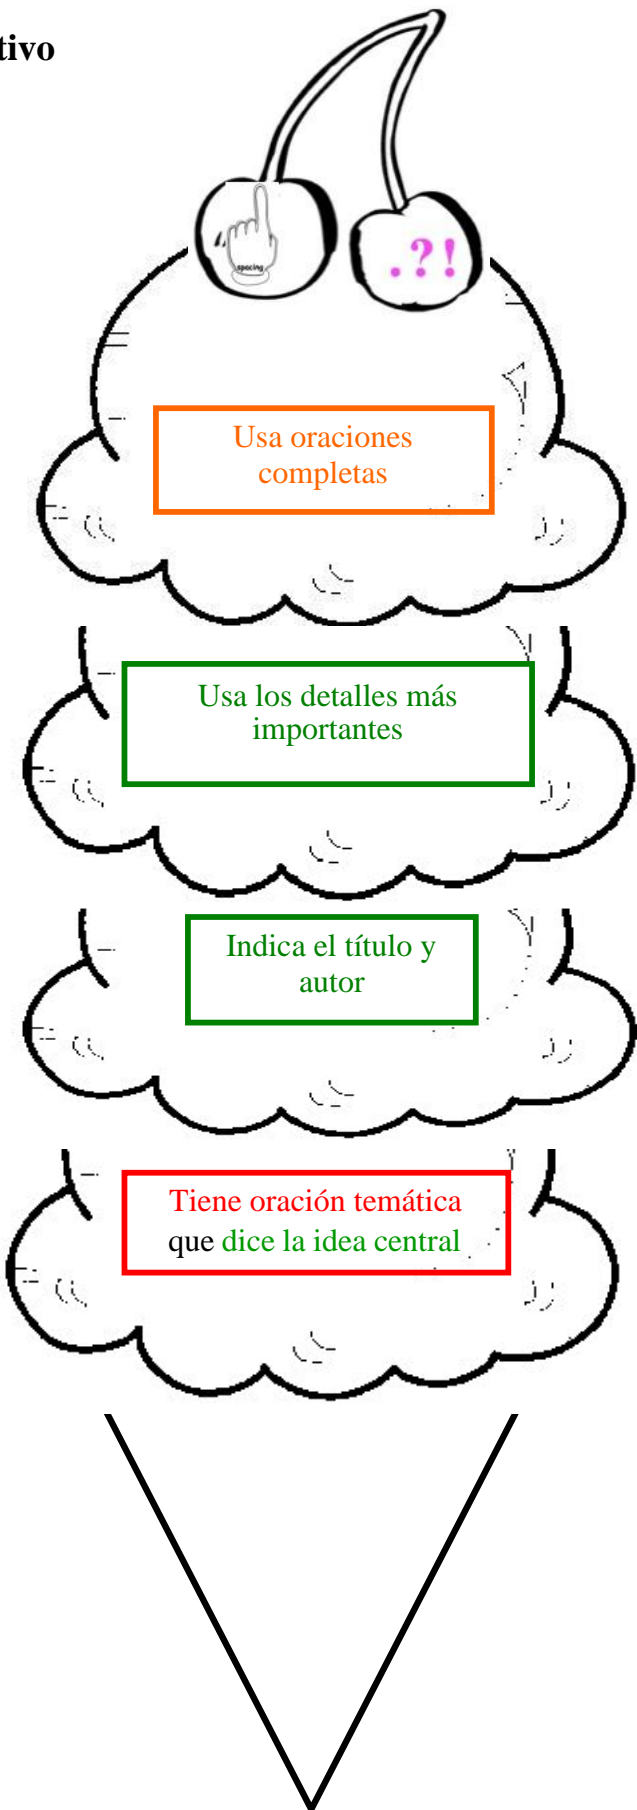 tivo
spacing
.?!
Usa oraciones
completas
Usa los detalles más
importantes
Indica el título y
autor
Tiene oración temática
que dice la idea central